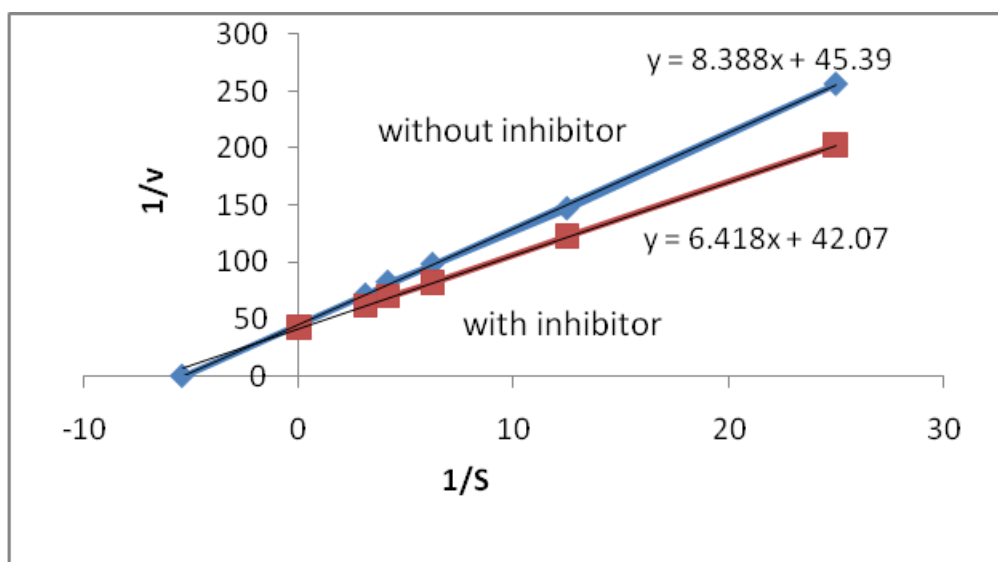 300
y = 8.388x + 45.39
250
without inhibitor
200
1/v
150
y = 6.418x + 42.07
100
50
with inhibitor
0
-10
0
10
20
30
1/S